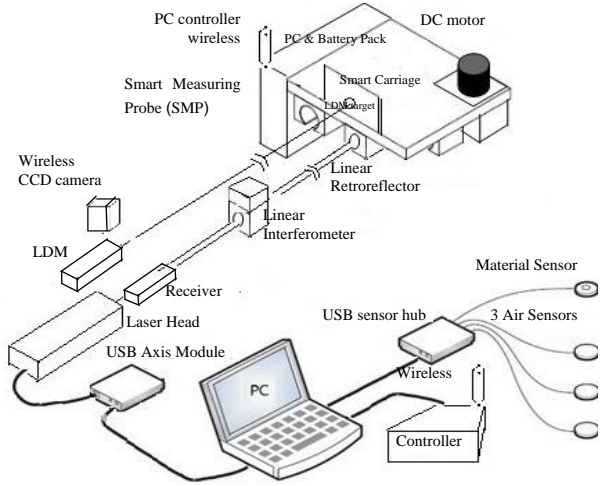 PC controller
wireless
DC motor
PC & Battery Pack
Smart Carriage
Smart Measuring
Probe (SMP)
LDM target
Wireless
CCD camera
Linear
Retroreflector
Linear
Interferometer
LDM
Receiver
Material Sensor
Laser Head
USB sensor hub
3 Air Sensors
USB Axis Module
Wireless
PC
Controller